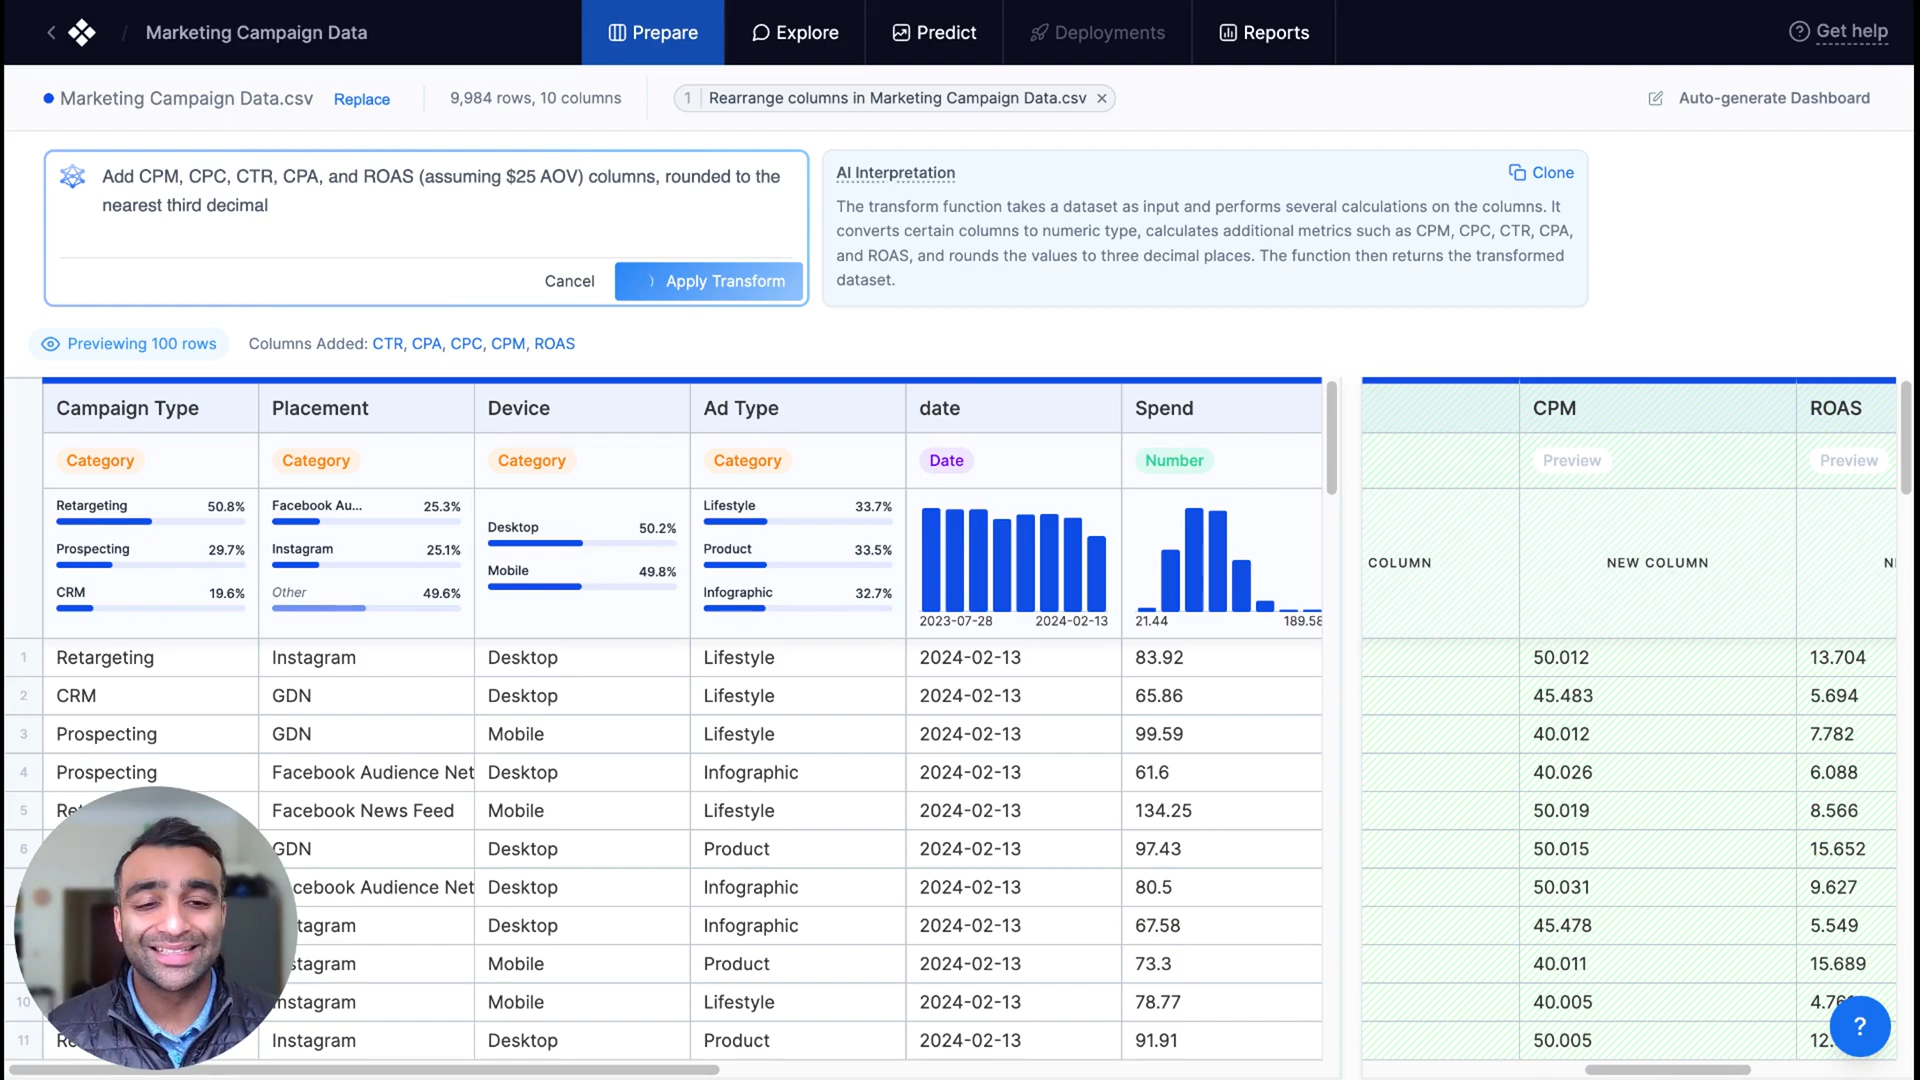 Marketing Campaign Data
Prepare
Explore
Predict
Deployments
Reports
Get help
Marketing Campaign Data.csv
Replace
9,984 rows, 10 columns
1 Rearrange columns in Marketing Campaign Data.csv
Auto-generate Dashboard
Add CPM, CPC, CTR, CPA, and ROAS (assuming $25 AOV) columns, rounded to the
nearest third decimal
Cancel
Apply Transform
AI Interpretation
Clone
The transform function takes a dataset as input and performs several calculations on the columns. It
converts certain columns to numeric type, calculates additional metrics such as CPM, CPC, CTR, CPA,
and ROAS, and rounds the values to three decimal places. The function then returns the transformed
dataset.
Previewing 100 rows
Columns Added: CTR, CPA, CPC, CPM, ROAS
Campaign Type Placement Device Ad Type date Spend CPM ROAS
Category Category Category Category Date Number Preview Preview
Retargeting 50.8%
Prospecting 29.7%
CRM 19.6%
Facebook Au... 25.3%
Instagram 25.1%
Other 49.6%
Desktop 50.2%
Mobile 49.8%
Lifestyle 33.7%
Product 33.5%
Infographic 32.7%
2023-07-28 2024-02-13
21.44 189.58
COLUMN NEW COLUMN
1 Retargeting Instagram Desktop Lifestyle 2024-02-13 83.92 50.012 13.704
2 CRM GDN Desktop Lifestyle 2024-02-13 65.86 45.483 5.694
3 Prospecting GDN Mobile Lifestyle 2024-02-13 99.59 40.012 7.782
4 Prospecting Facebook Audience Net Desktop Infographic 2024-02-13 61.6 40.026 6.088
5 Facebook News Feed Mobile Lifestyle 2024-02-13 134.25 50.019 8.566
6 GDN Desktop Product 2024-02-13 97.43 50.015 15.652
cebook Audience Net Desktop Infographic 2024-02-13 80.5 50.031 9.627
tagram Desktop Infographic 2024-02-13 67.58 45.478 5.549
stagram Mobile Product 2024-02-13 73.3 40.011 15.689
10 nstagram Mobile Lifestyle 2024-02-13 78.77 40.005
11 Instagram Desktop Product 2024-02-13 91.91 50.005
?